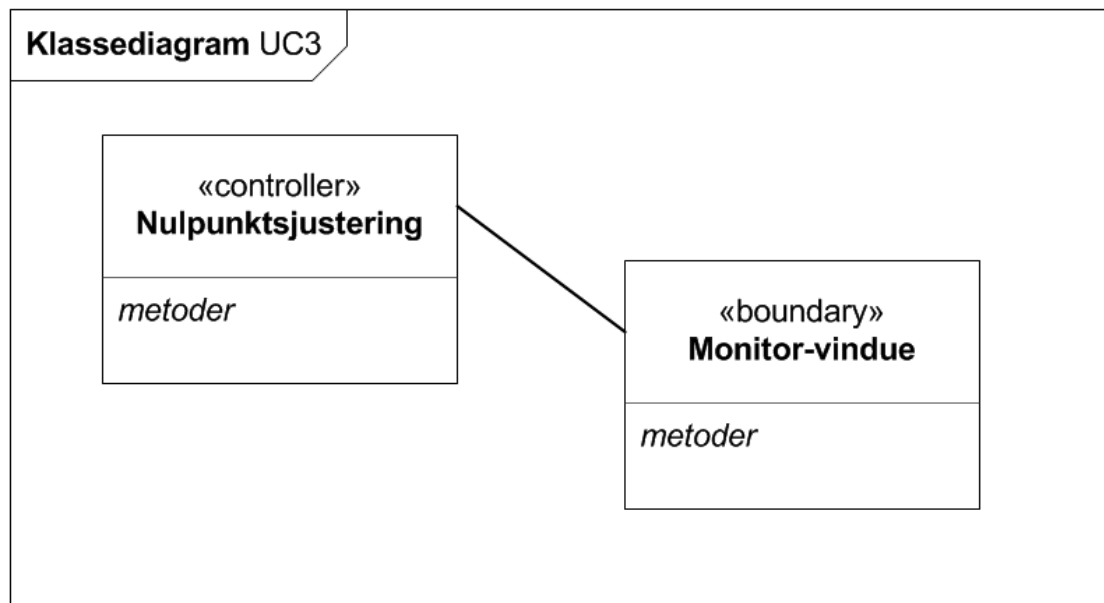 Klassediagram UC3
«controller»
Nulpunktsjustering
metoder
«boundary»
Monitor-vindue
metoder